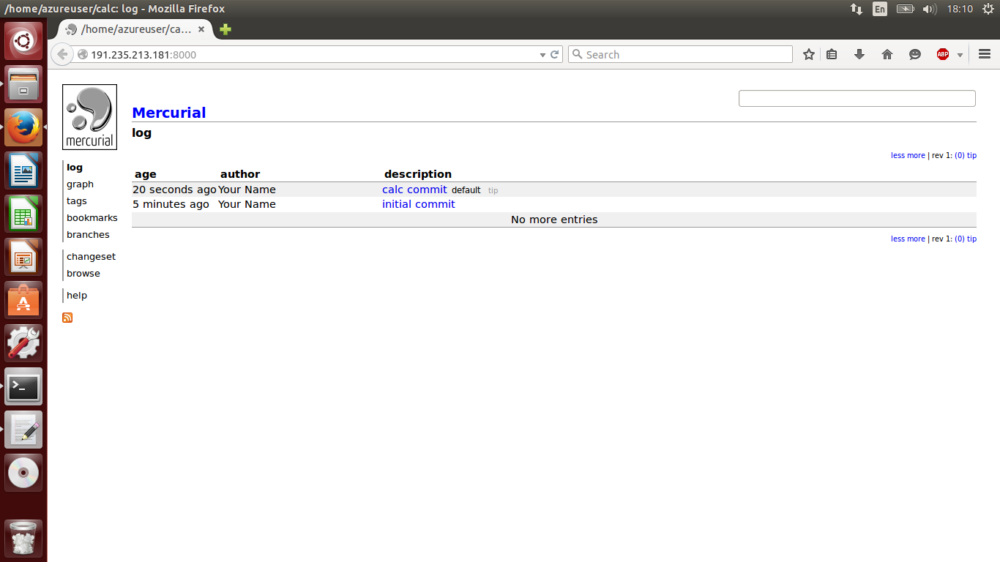 /home/azureuser/calc: log - Mozilla Firefox
En
18:10
/home/azureuser/ca...
191.235.213.181:8000
Search
ABP
mercurial
Mercurial
log
less more | rev 1: (0) tip
log
graph
tags
bookmarks
branches
changeset
browse
help
age author description
20 seconds ago Your Name calc commit default tip
5 minutes ago Your Name initial commit
No more entries
less more | rev 1: (0) tip